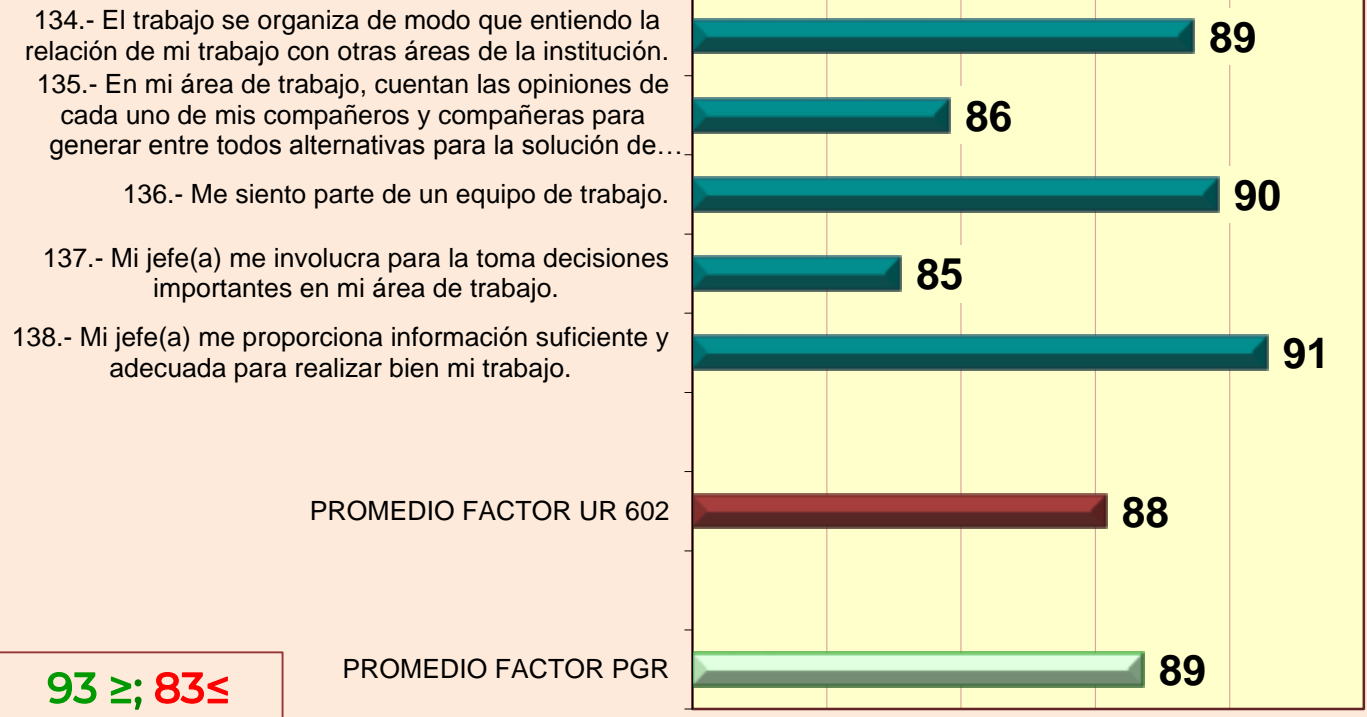 134.- El trabajo se organiza de modo que entiendo la
relación de mi trabajo con otras áreas de la institución.
89
135.- En mi área de trabajo, cuentan las opiniones de
cada uno de mis compañeros y compañeras para
generar entre todos alternativas para la solución de…
86
136.- Me siento parte de un equipo de trabajo.
90
137.- Mi jefe(a) me involucra para la toma decisiones
importantes en mi área de trabajo.
85
138.- Mi jefe(a) me proporciona información suficiente y
adecuada para realizar bien mi trabajo.
91
PROMEDIO FACTOR UR 602
88
PROMEDIO FACTOR PGR
89
93 ≥; 83≤